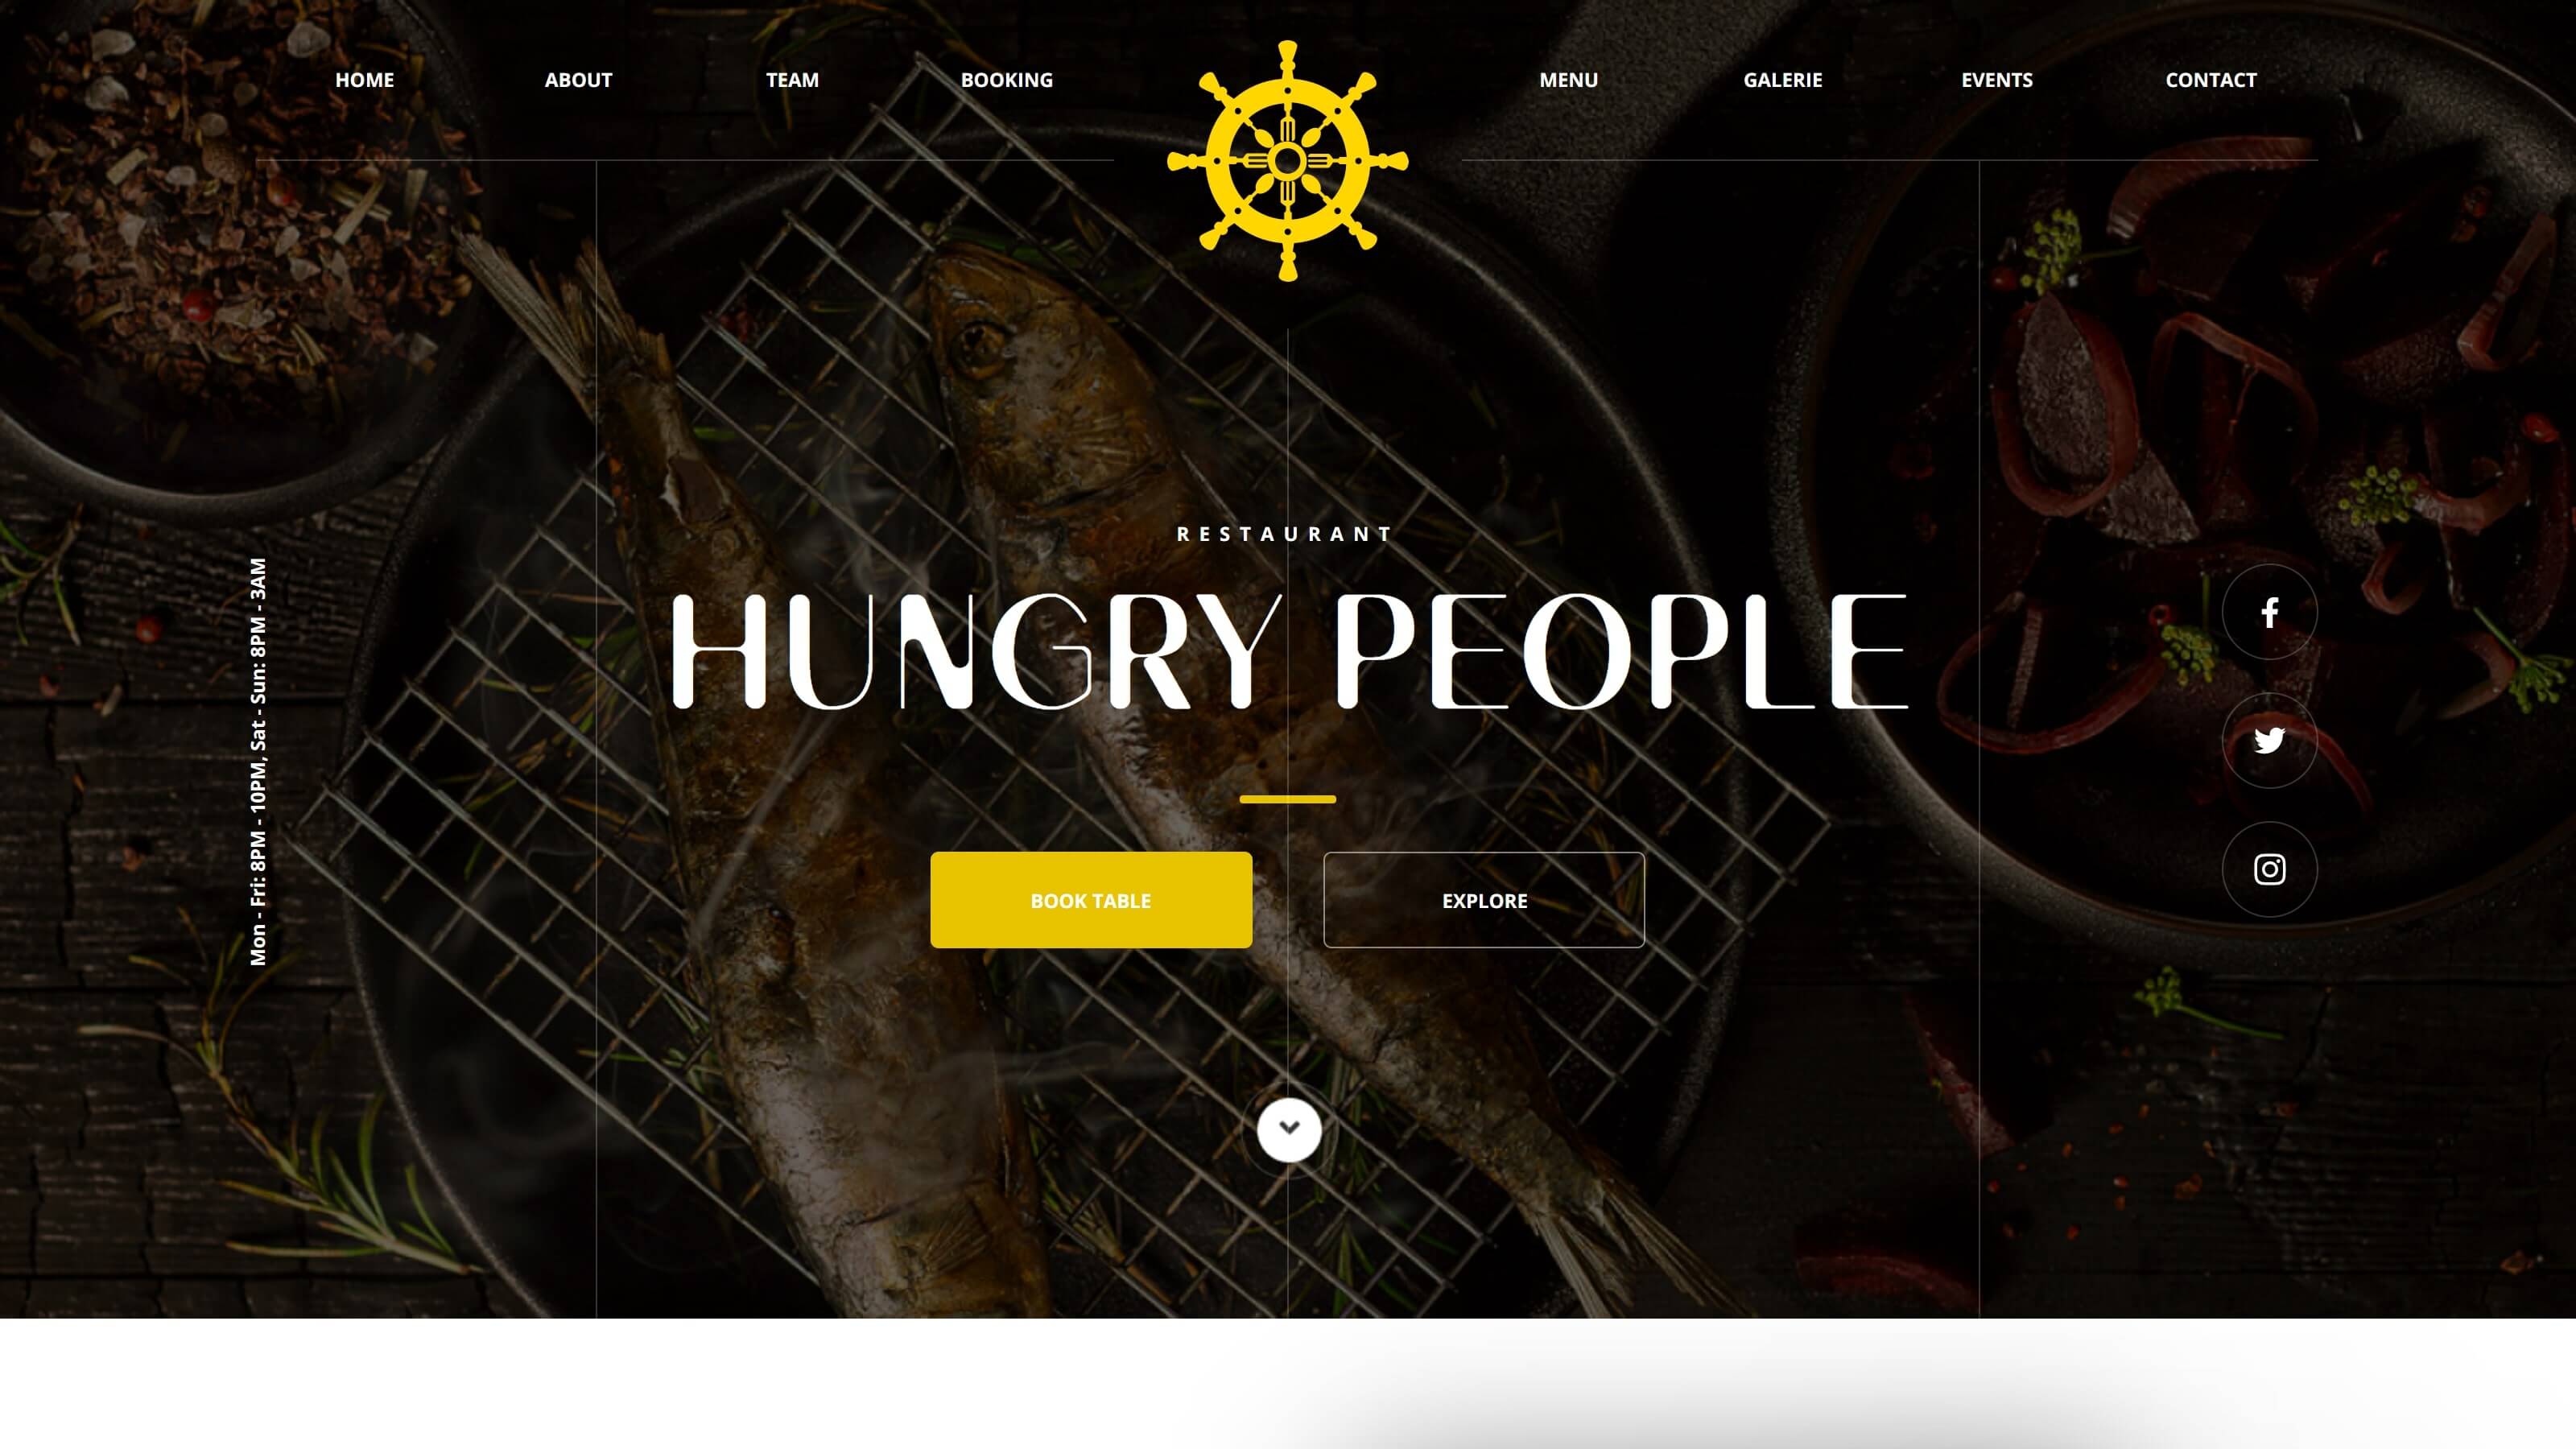 HOME
ABOUT
TEAM
BOOKING
MENU
GALERIE
EVENTS
CONTACT
RESTAURANT
HUNGRY PEOPLE
Mon - Fri: 8PM - 10PM, Sat - Sun: 8PM - 3AM
BOOK TABLE
EXPLORE